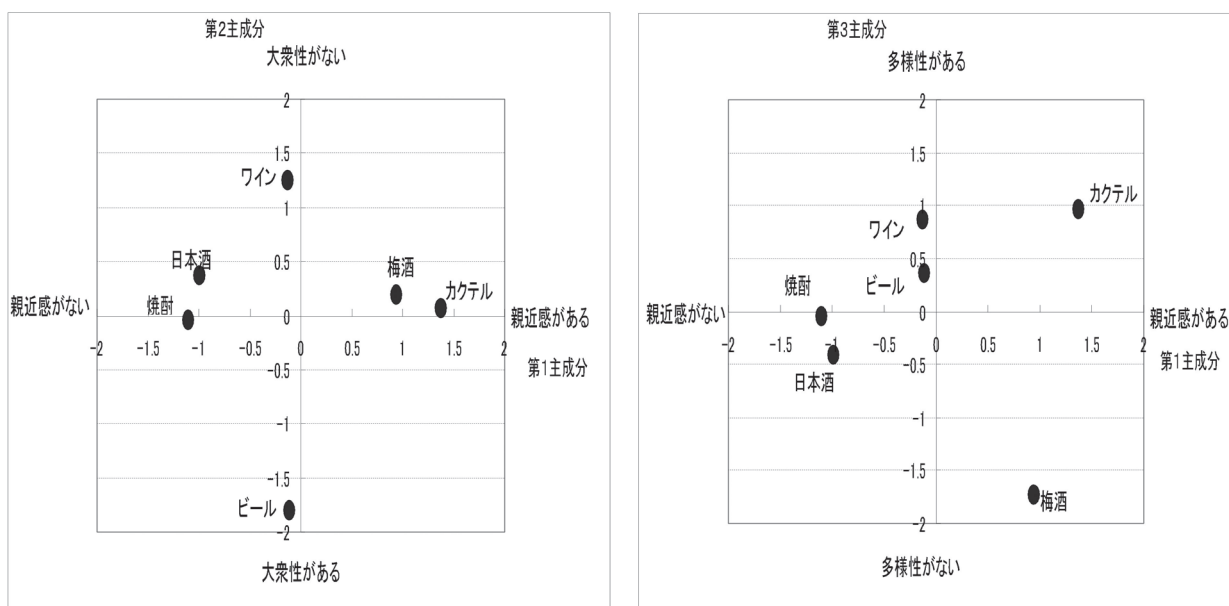 第2主成分
大衆性がない
2
1.5
ワイン
1
日本酒
0.5
梅酒
カクテル
親近感がない
焼酎
0
親近感がある
-2
-1.5
-1
-0.5
0
0.5
1
1.5
2
第1主成分
-0.5
-1
-1.5
ビール
-2
大衆性がある
第3主成分
多様性がある
2
1.5
カクテル
1
ワイン
0.5
焼酎
ビール
親近感がない
0
親近感がある
-2
-1.5
-1
-0.5
0
0.5
1
1.5
2
第1主成分
-0.5
日本酒
-1
-1.5
梅酒
-2
多様性がない